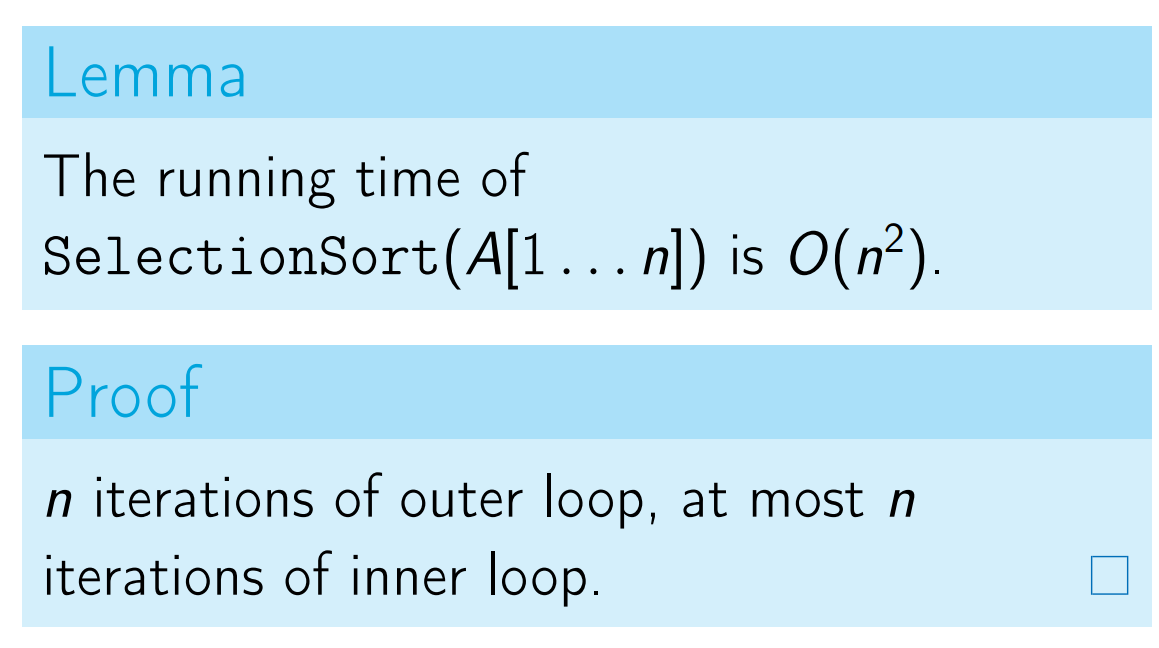 Lemma
The running time of
SelectionSort(A[1 . . . n]) is O(n²).
Proof
n iterations of outer loop, at most n
iterations of inner loop. □